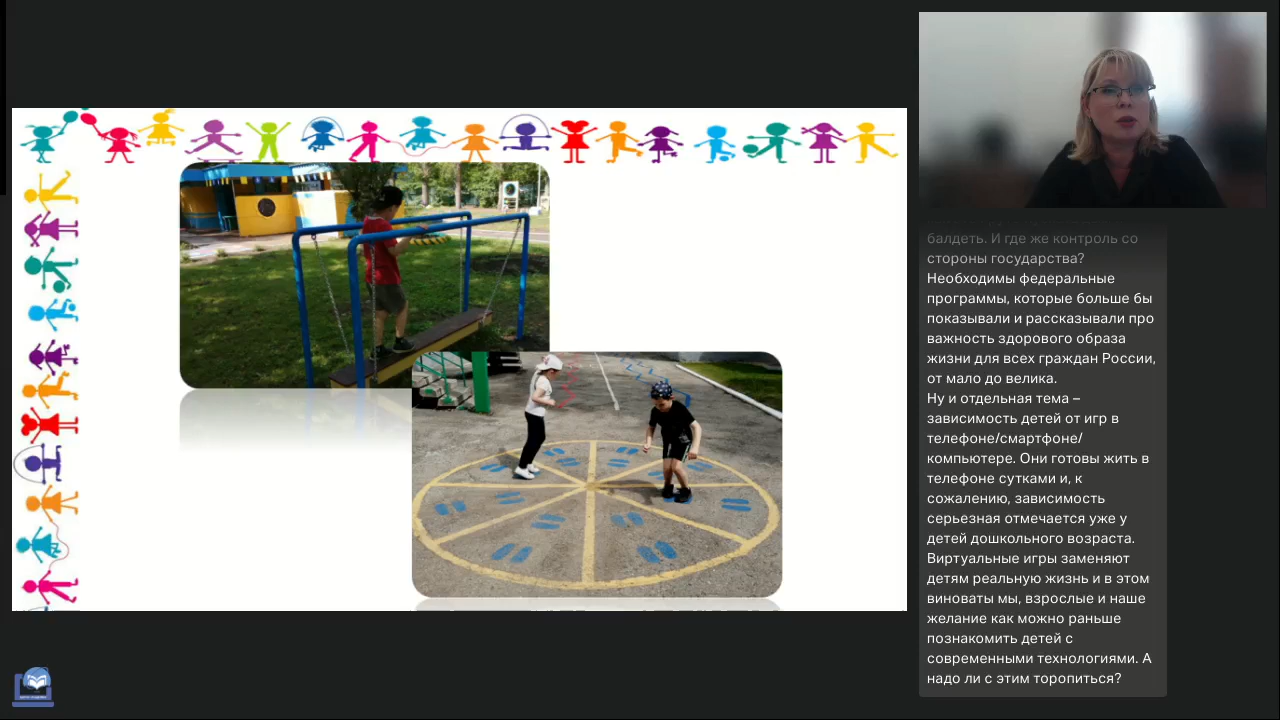 балдеть. И где же контроль со
стороны государства?
Необходимы федеральные
программы, которые больше бы
показывали и рассказывали про
важность здорового образа
жизни для всех граждан России,
от мало до велика.
Ну и отдельная тема –
зависимость детей от игр в
телефоне/смартфоне/
компьютере. Они готовы жить в
телефоне сутками и, к
сожалению, зависимость
серьезная отмечается уже у
детей дошкольного возраста.
Виртуальные игры заменяют
детям реальную жизнь и в этом
виноваты мы, взрослые и наше
желание как можно раньше
познакомить детей с
современными технологиями. А
надо ли с этим торопиться?